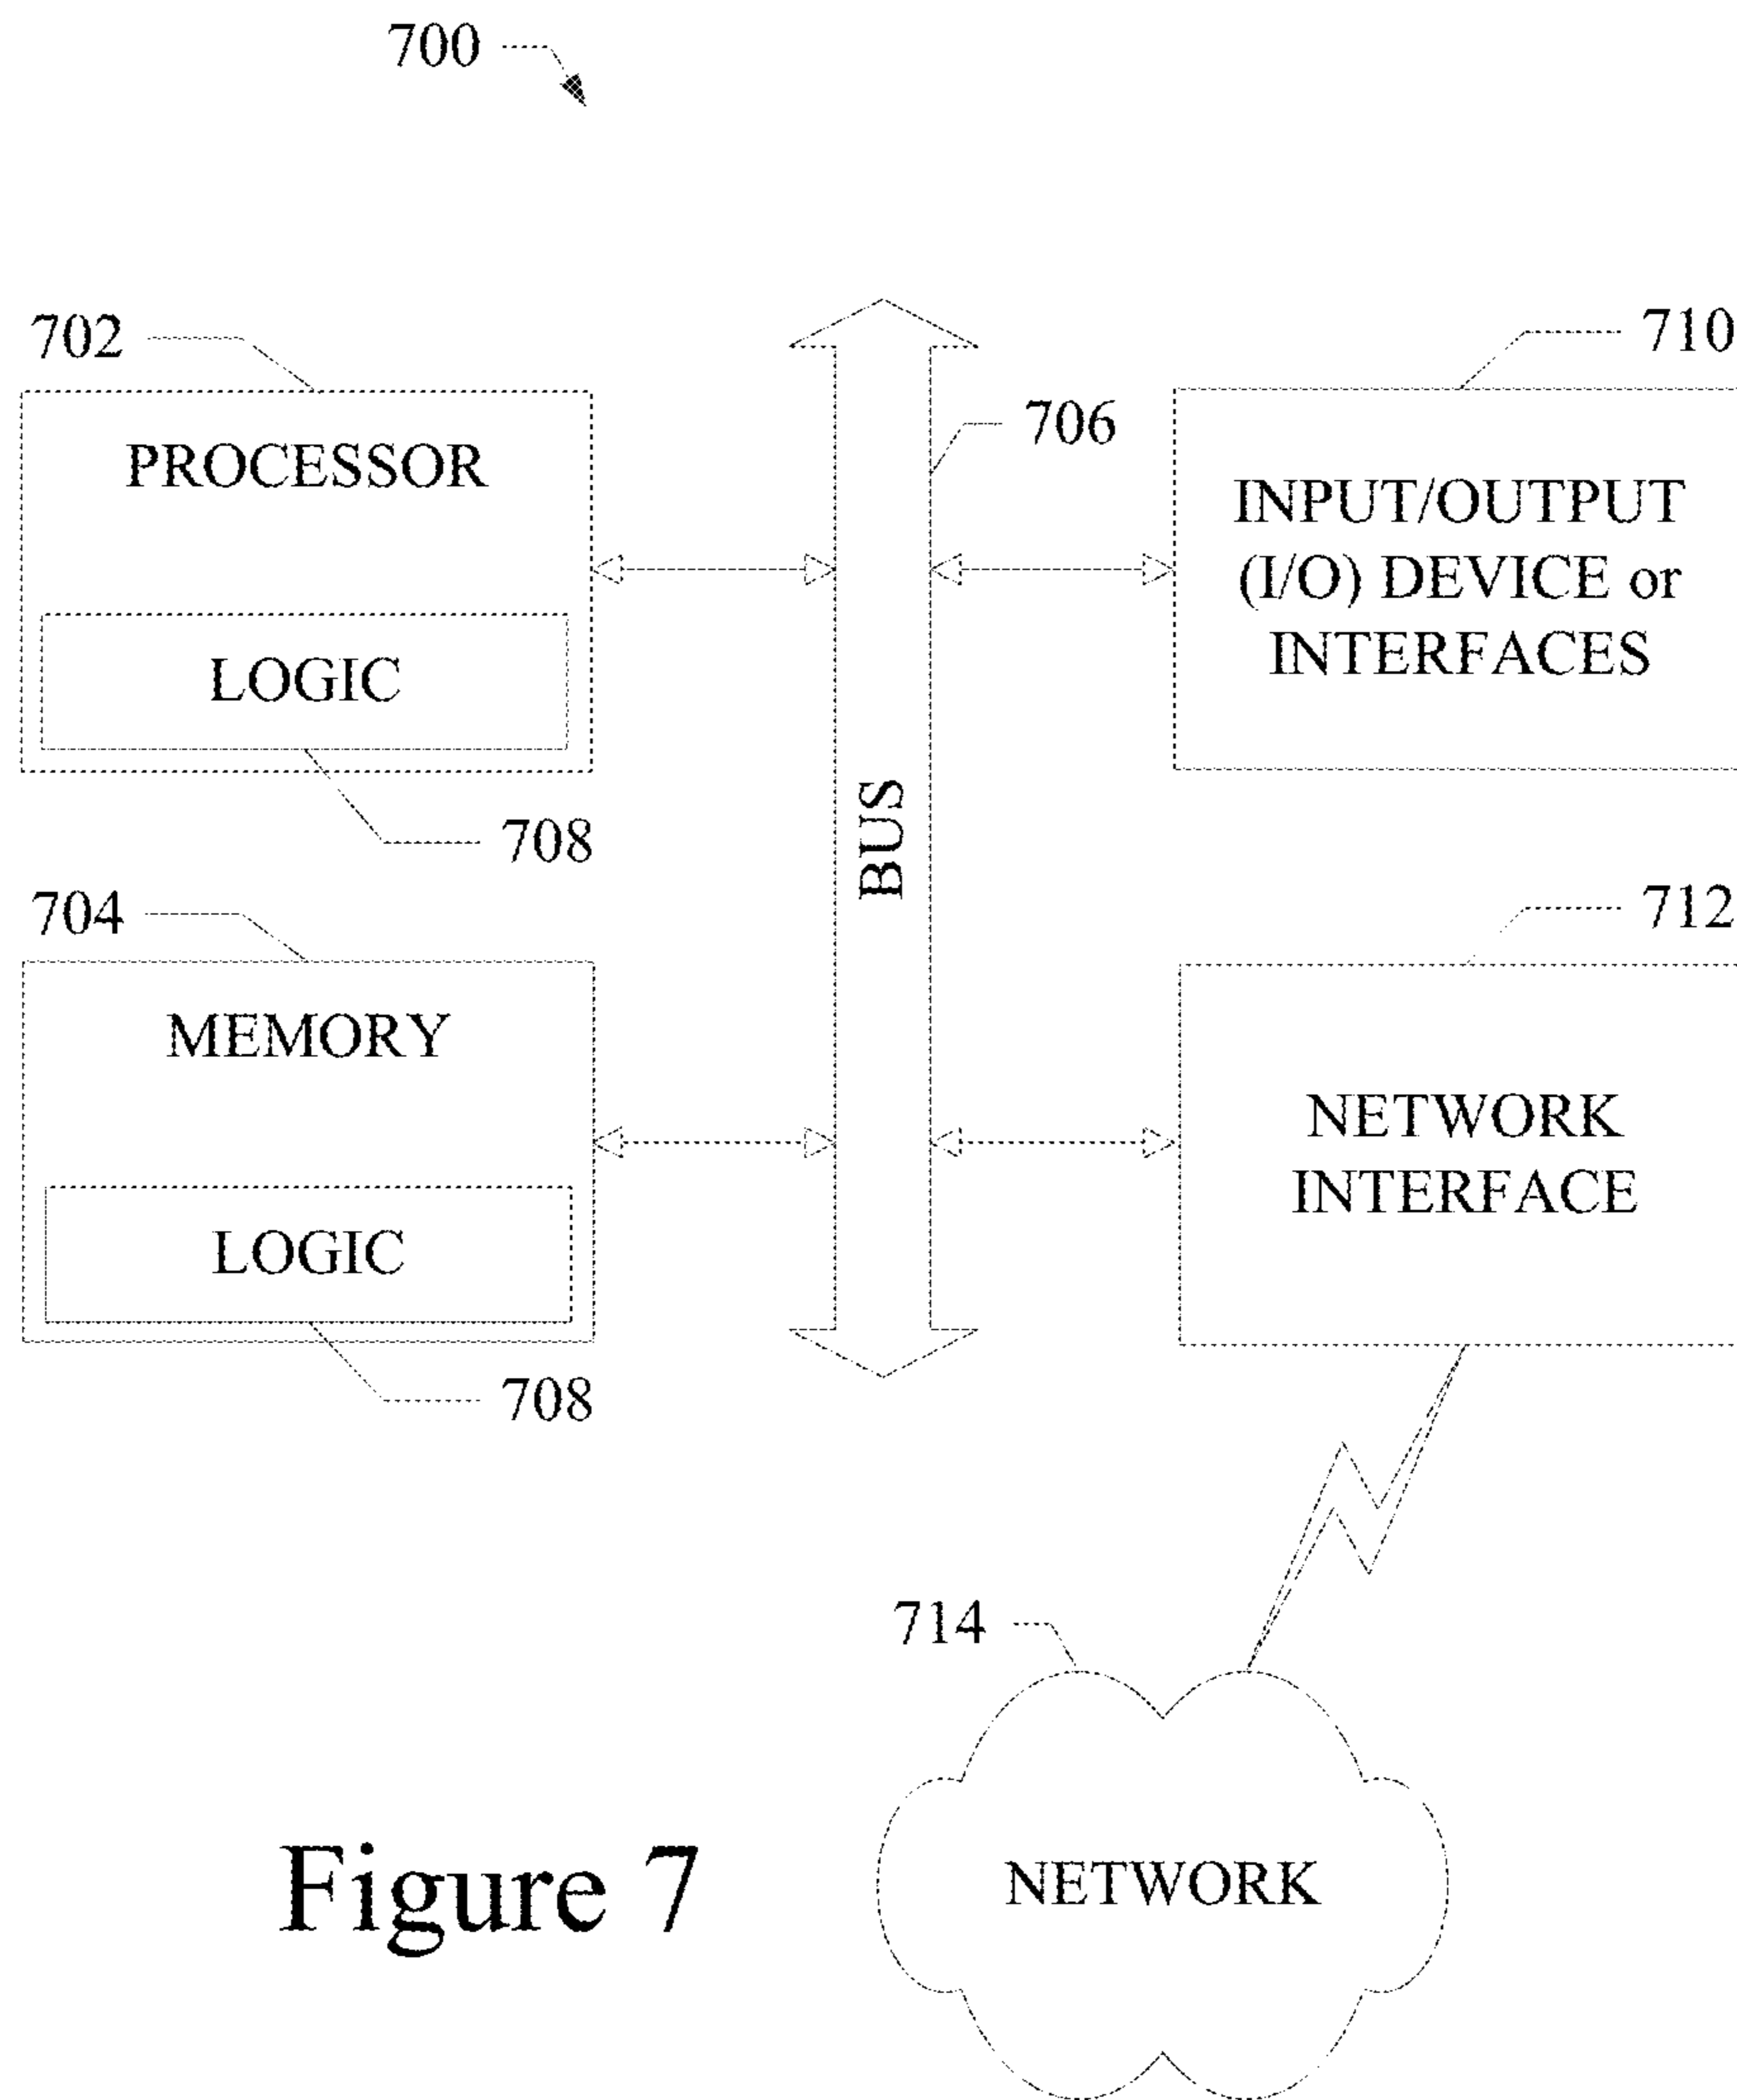 700
702
PROCESSOR
LOGIC
708
704
MEMORY
LOGIC
708
BUS
706
710
INPUT/OUTPUT
(I/O) DEVICE or
INTERFACES
712
NETWORK
INTERFACE
714
NETWORK
Figure 7